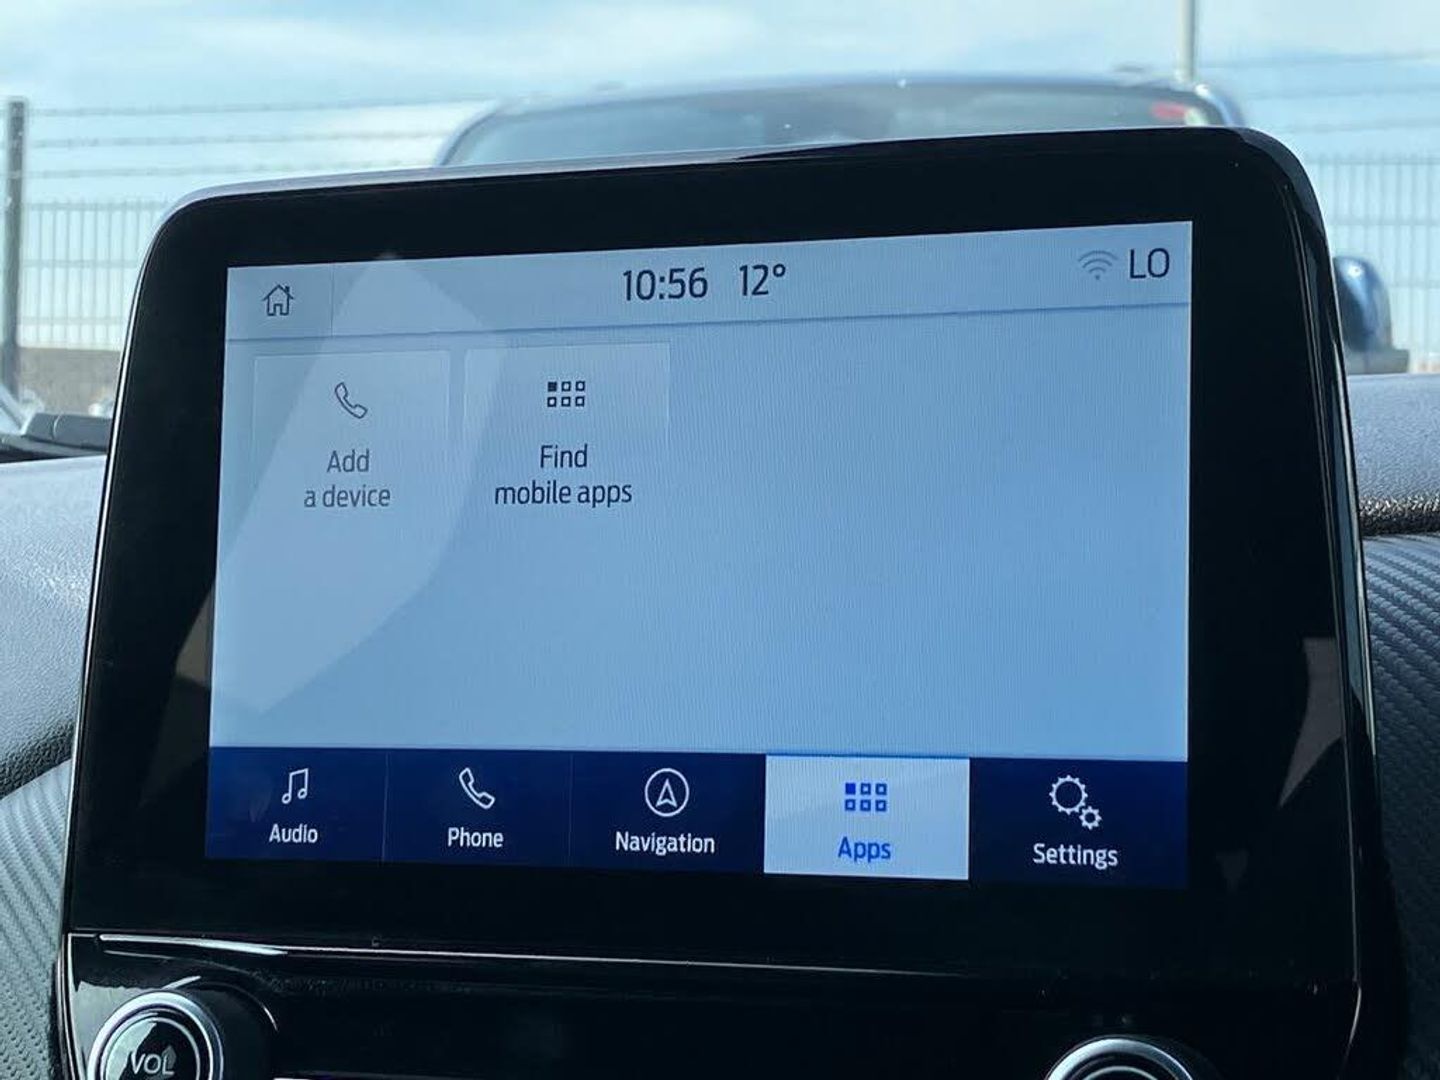 10:56 12° LO
Add
a device
Find
mobile apps
Audio
Phone
Navigation
Apps
Settings
VOL